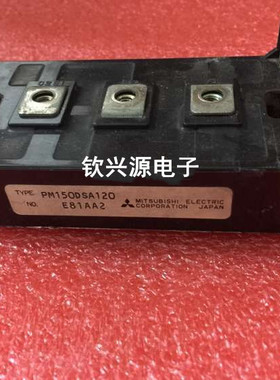 钦兴源电子
TYPE PM150DSA120
NO. E81AA2
MITSUBISHI ELECTRIC
CORPORATION JAPAN